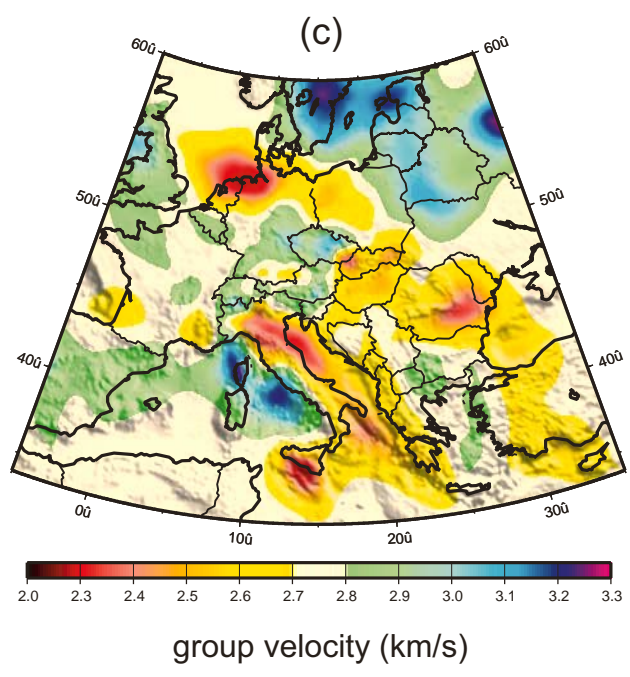 (c)
60û 60û
50û 50û
40û 40û
0û 10û 20û 30û
2.0 2.3 2.4 2.5 2.6 2.7 2.8 2.9 3.0 3.1 3.2 3.3
group velocity (km/s)